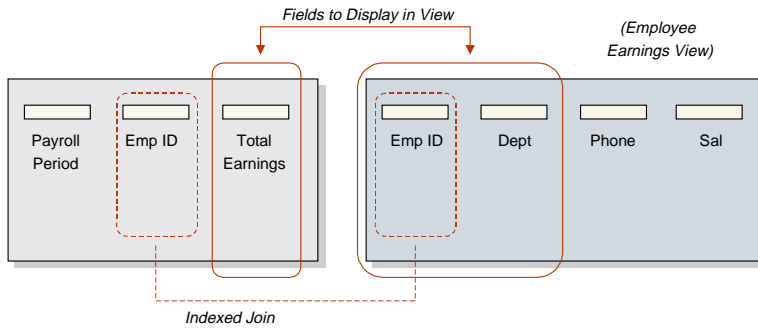 Fields to Display in View
(Employee
Earnings View)
Payroll
Period
Emp ID
Total
Earnings
Emp ID
Dept
Phone
Sal
Indexed Join